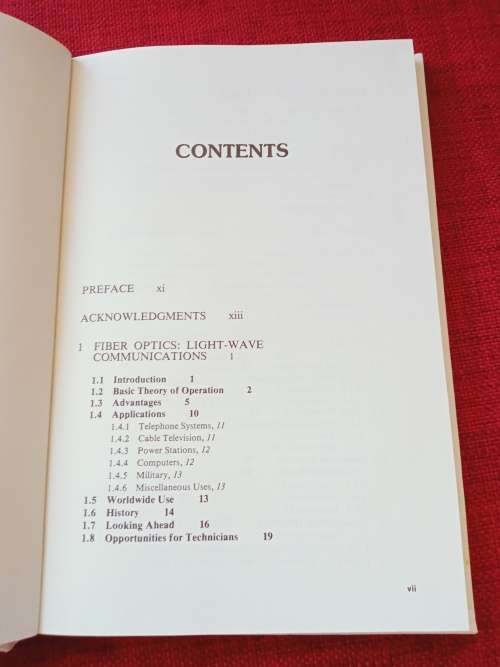 CONTENTS
PREFACE xi
ACKNOWLEDGMENTS xiii
1 FIBER OPTICS: LIGHT-WAVE
COMMUNICATIONS 1
1.1 Introduction 1
1.2 Basic Theory of Operation 2
1.3 Advantages 5
1.4 Applications 10
1.4.1 Telephone Systems, 11
1.4.2 Cable Television, 11
1.4.3 Power Stations, 12
1.4.4 Computers, 12
1.4.5 Military, 13
1.4.6 Miscellaneous Uses, 13
1.5 Worldwide Use 13
1.6 History 14
1.7 Looking Ahead 16
1.8 Opportunities for Technicians 19
vii